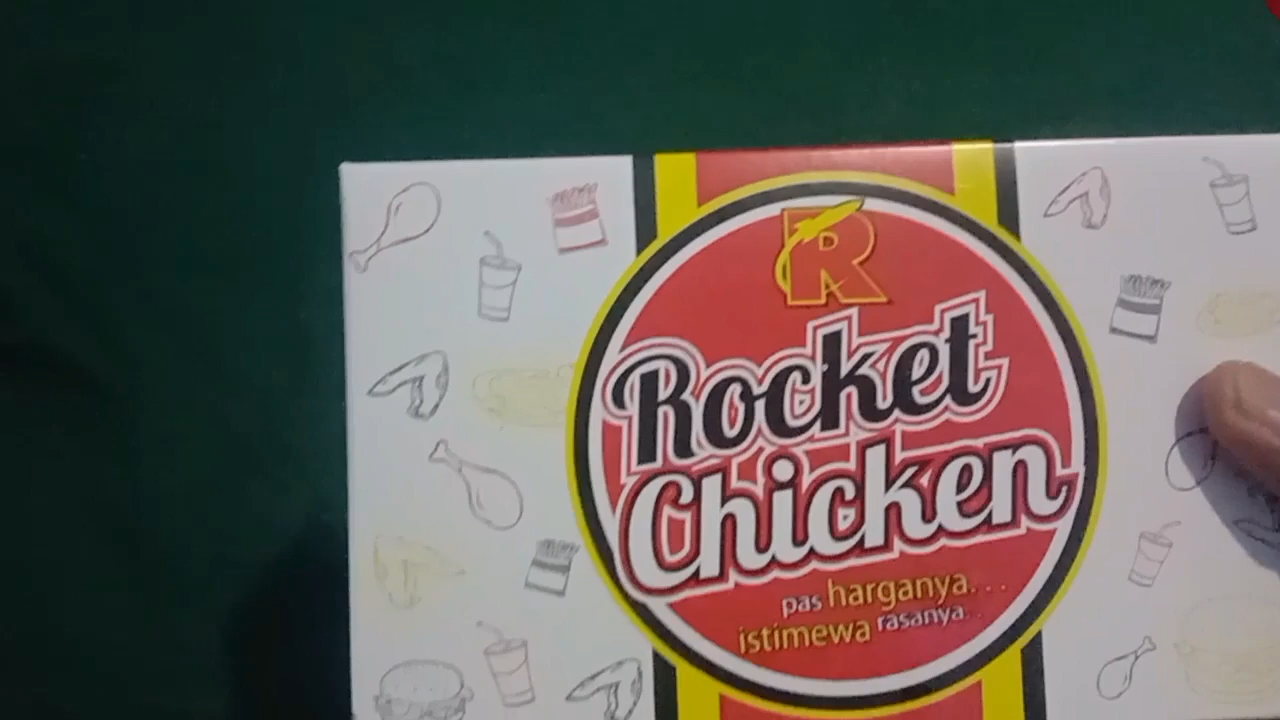 R
Rocket
Chicken
pas harganya. . .
istimewa rasanya. .